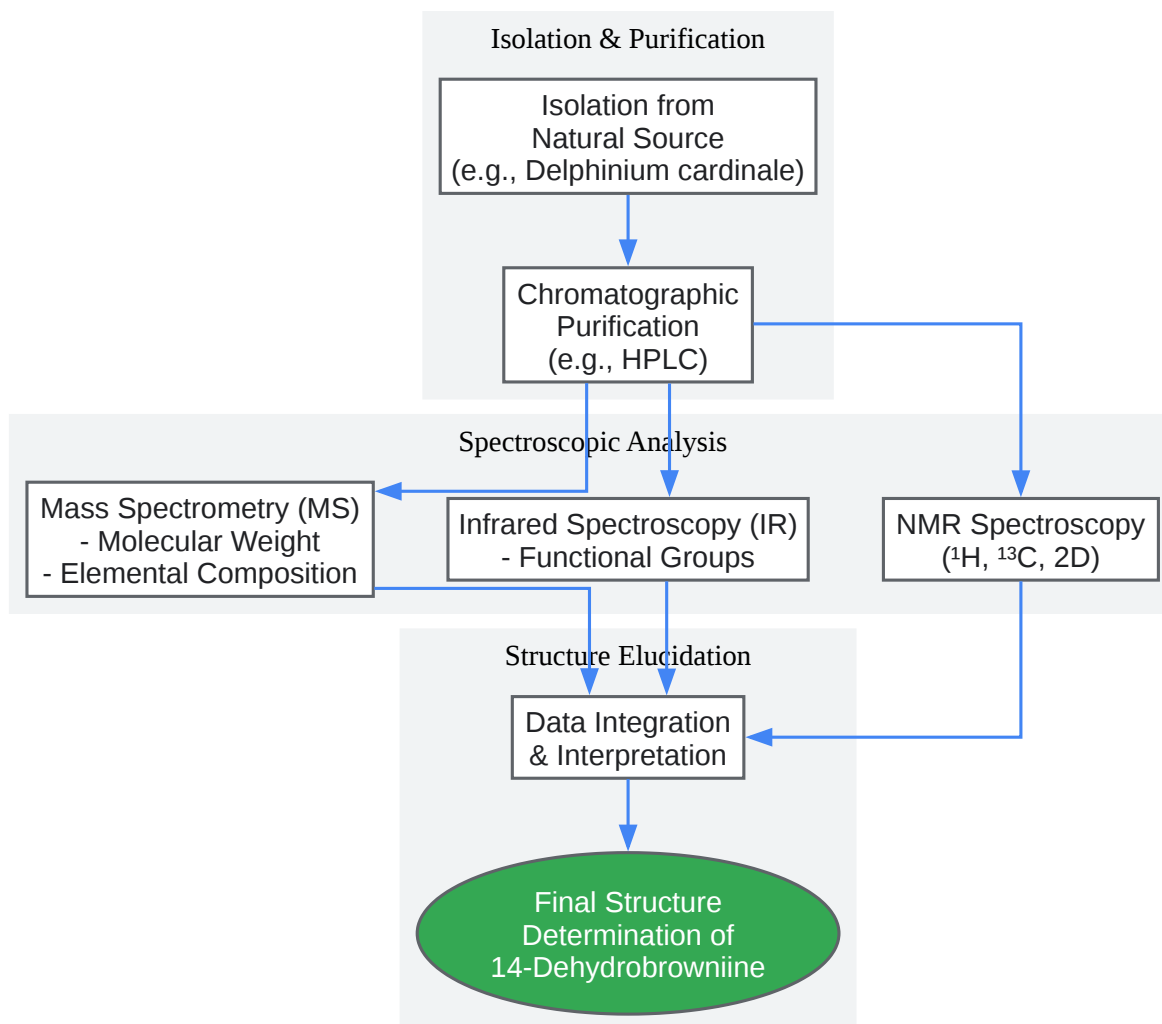 Isolation & Purification
Isolation from
Natural Source
(e.g., Delphinium cardinale)
Chromatographic
Purification
(e.g., HPLC)
Spectroscopic Analysis
Mass Spectrometry (MS)
- Molecular Weight
- Elemental Composition
Infrared Spectroscopy (IR)
- Functional Groups
NMR Spectroscopy
(¹H, ¹³C, 2D)
Structure Elucidation
Data Integration
& Interpretation
Final Structure
Determination of
14-Dehydrobrowniine